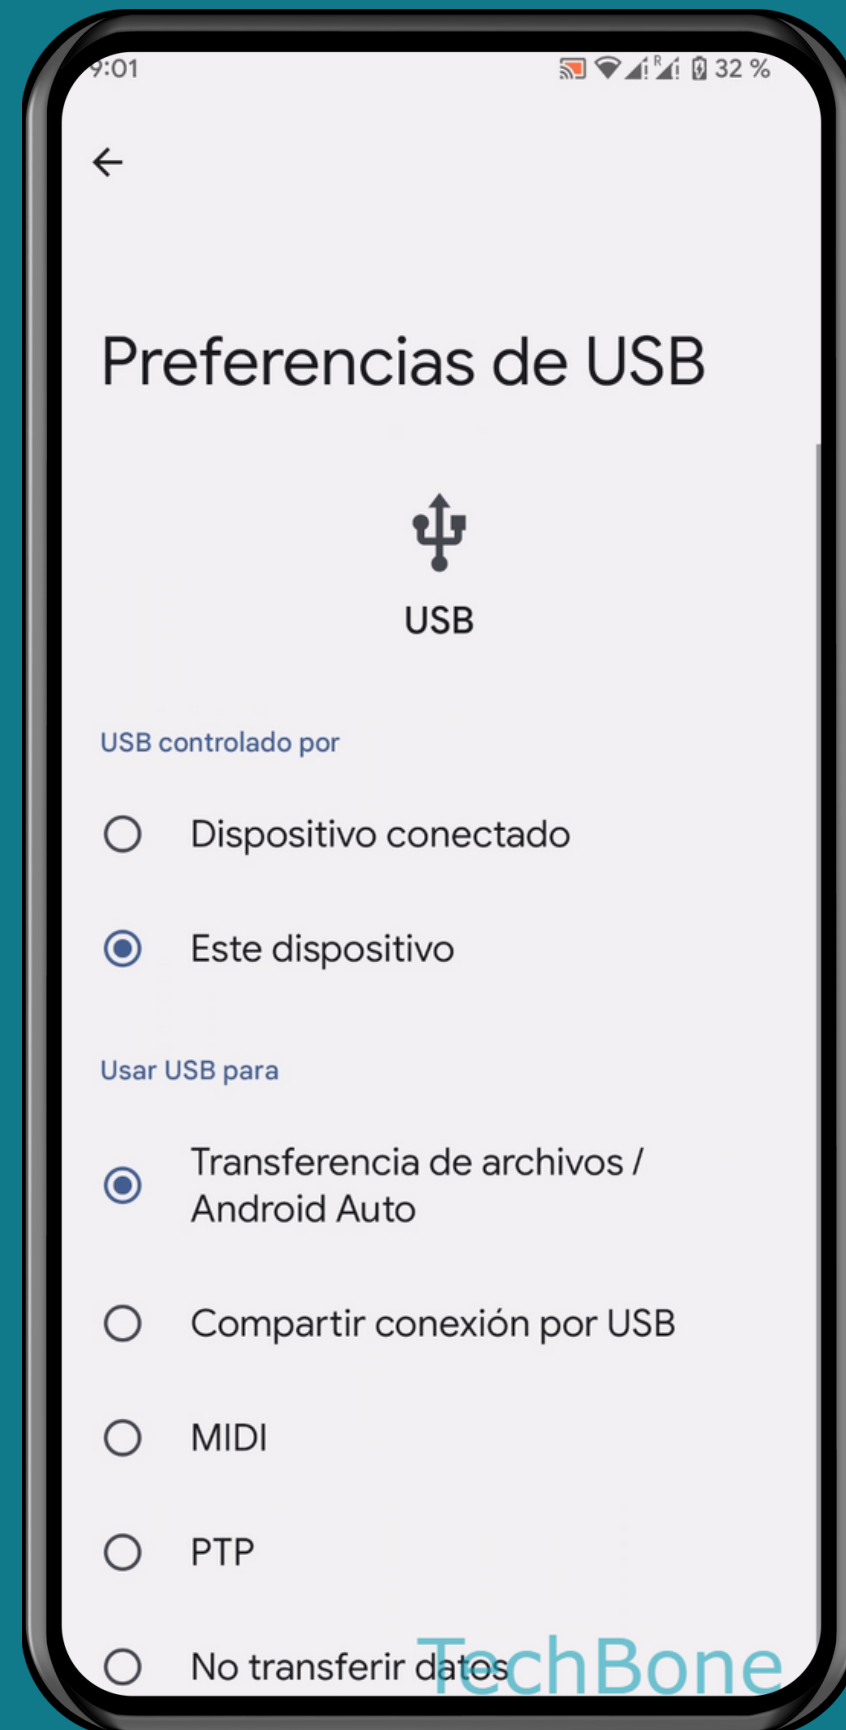 9:01 R 32 %
Preferencias de USB
USB
USB controlado por
Dispositivo conectado
Este dispositivo
Usar USB para
Transferencia de archivos /
Android Auto
Compartir conexión por USB
MIDI
PTP
No transferir datos
TechBone